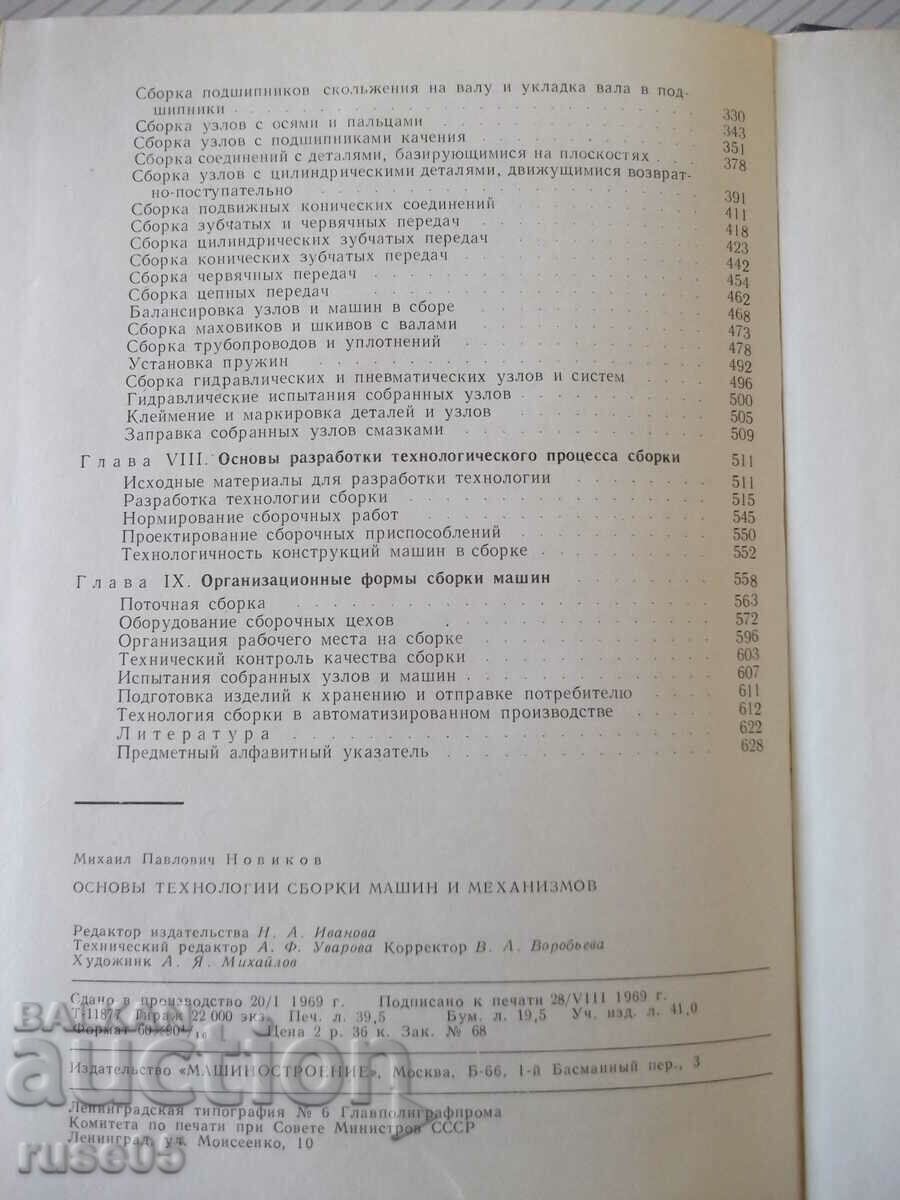 Сборка подшипников скольжения на валу и укладка вала в под-
шипники . . . . . . . . . . . . . . . . 330
Сборка узлов с осями и пальцами . . . . . . . . . . . 343
Сборка узлов с подшипниками качения . . . . . . . . . . 351
Сборка соединений с деталями, базирующимися на плоскостях . . . 378
Сборка узлов с цилиндрическими деталями, движущимися возврат-
но-поступательно . . . . . . . . . . . . . . 391
Сборка подвижных конических соединений . . . . . . . . 411
Сборка зубчатых и червячных передач . . . . . . . . . . 418
Сборка цилиндрических зубчатых передач . . . . . . . . 423
Сборка конических зубчатых передач . . . . . . . . . . 442
Сборка червячных передач . . . . . . . . . . . . . 454
Сборка цепных передач . . . . . . . . . . . . . . 462
Балансировка узлов и машин в сборе . . . . . . . . . . 468
Сборка маховиков и шкивов с валами . . . . . . . . . . 473
Сборка трубопроводов и уплотнений . . . . . . . . . . 478
Установка пружин . . . . . . . . . . . . . . . 492
Сборка гидравлических и пневматических узлов и систем . . . . 496
Гидравлические испытания собранных узлов . . . . . . . . 500
Клеймение и маркировка деталей и узлов . . . . . . . . 505
Заправка собранных узлов смазками . . . . . . . . . . 509
Глава VIII. Основы разработки технологического процесса сборки 511
Исходные материалы для разработки технологии . . . . . . 511
Разработка технологии сборки . . . . . . . . . . . . 515
Нормирование сборочных работ . . . . . . . . . . . 545
Проектирование сборочных приспособлений . . . . . . . . 550
Технологичность конструкций машин в сборке . . . . . . . 552
Глава IX. Организационные формы сборки машин . . . . . . . 558
Поточная сборка . . . . . . . . . . . . . . . . 563
Оборудование сборочных цехов . . . . . . . . . . . 572
Организация рабочего места на сборке . . . . . . . . . 596
Технический контроль качества сборки . . . . . . . . . 603
Испытания собранных узлов и машин . . . . . . . . . . 607
Подготовка изделий к хранению и отправке потребителю . . . . 611
Технология сборки в автоматизированном производстве . . . . 612
Литература . . . . . . . . . . . . . . . . . 622
Предметный алфавитный указатель . . . . . . . . . . . 628
Михаил Павлович Новиков
ОСНОВЫ ТЕХНОЛОГИИ СБОРКИ МАШИН И МЕХАНИЗМОВ
Редактор издательства Н. А. Иванова
Технический редактор А. Ф. Уварова Корректор В. А. Воробьева
Художник А. Я. Михайлов
Сдано в производство 20/I 1969 г. Подписано к печати 28/VIII 1969 г.
Т-11877 Тираж 22 000 экз. Печ. л. 39,5 Бум. л. 19,5 Уч. изд. л. 41,0
Формат 60×90 1/16 Цена 2 р. 36 к. Зак. № 68
Издательство «МАШИНОСТРОЕНИЕ», Москва, Б-66, 1-й Басманный пер., 3
Ленинградская типография № 6 Главполиграфпрома
Комитета по печати при Совете Министров СССР
Ленинград, ул. Моисеенко, 10
BALKAN
auction
ruse05